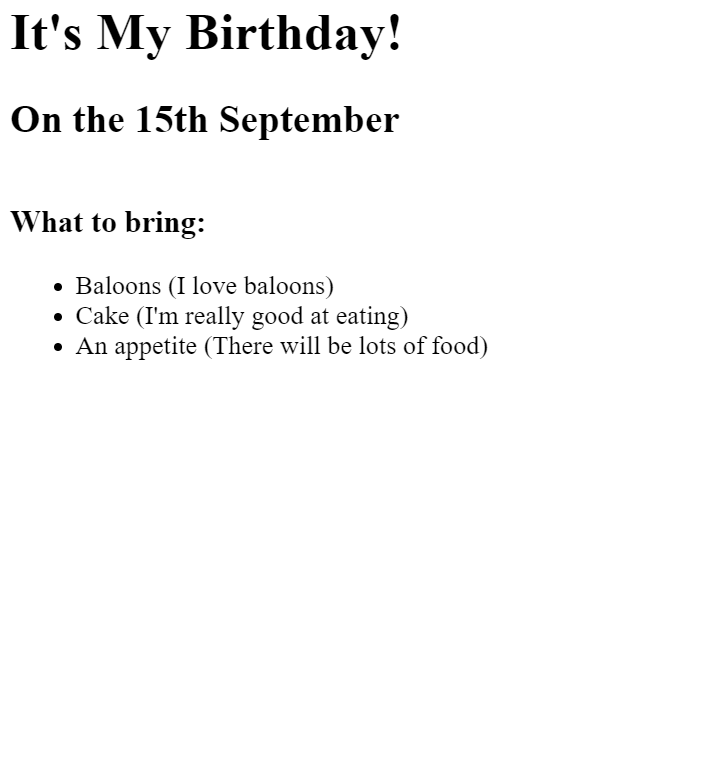 It's My Birthday!
On the 15th September
What to bring:
Baloons (I love baloons)
Cake (I'm really good at eating)
An appetite (There will be lots of food)